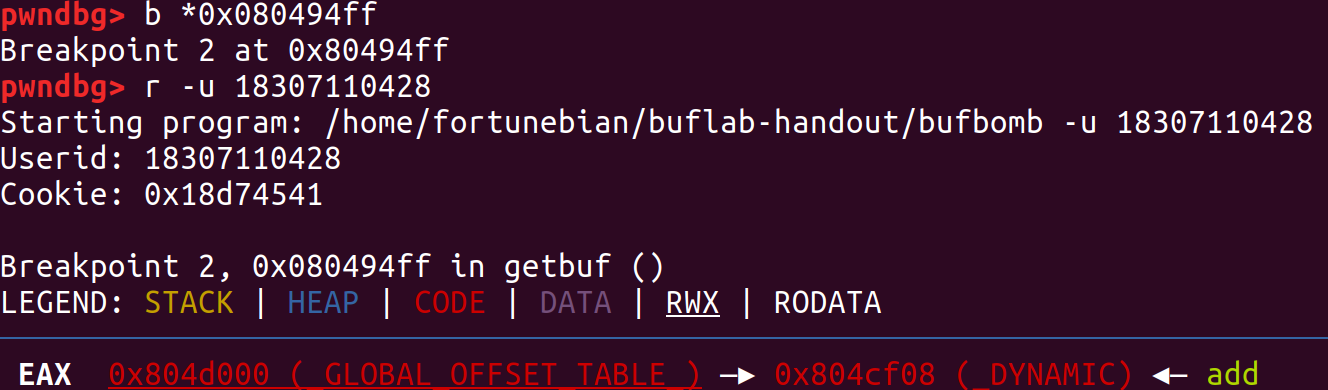 pwndbg> b *0x080494ff
Breakpoint 2 at 0x80494ff
pwndbg> r -u 18307110428
Starting program: /home/fortunebian/buflab-handout/bufbomb -u 18307110428
Userid: 18307110428
Cookie: 0x18d74541
Breakpoint 2, 0x080494ff in getbuf ()
LEGEND: STACK | HEAP | CODE | DATA | RWX | RODATA
EAX 0x804d000 (_GLOBAL_OFFSET_TABLE_) —▸ 0x804cf08 (_DYNAMIC) ◂— add